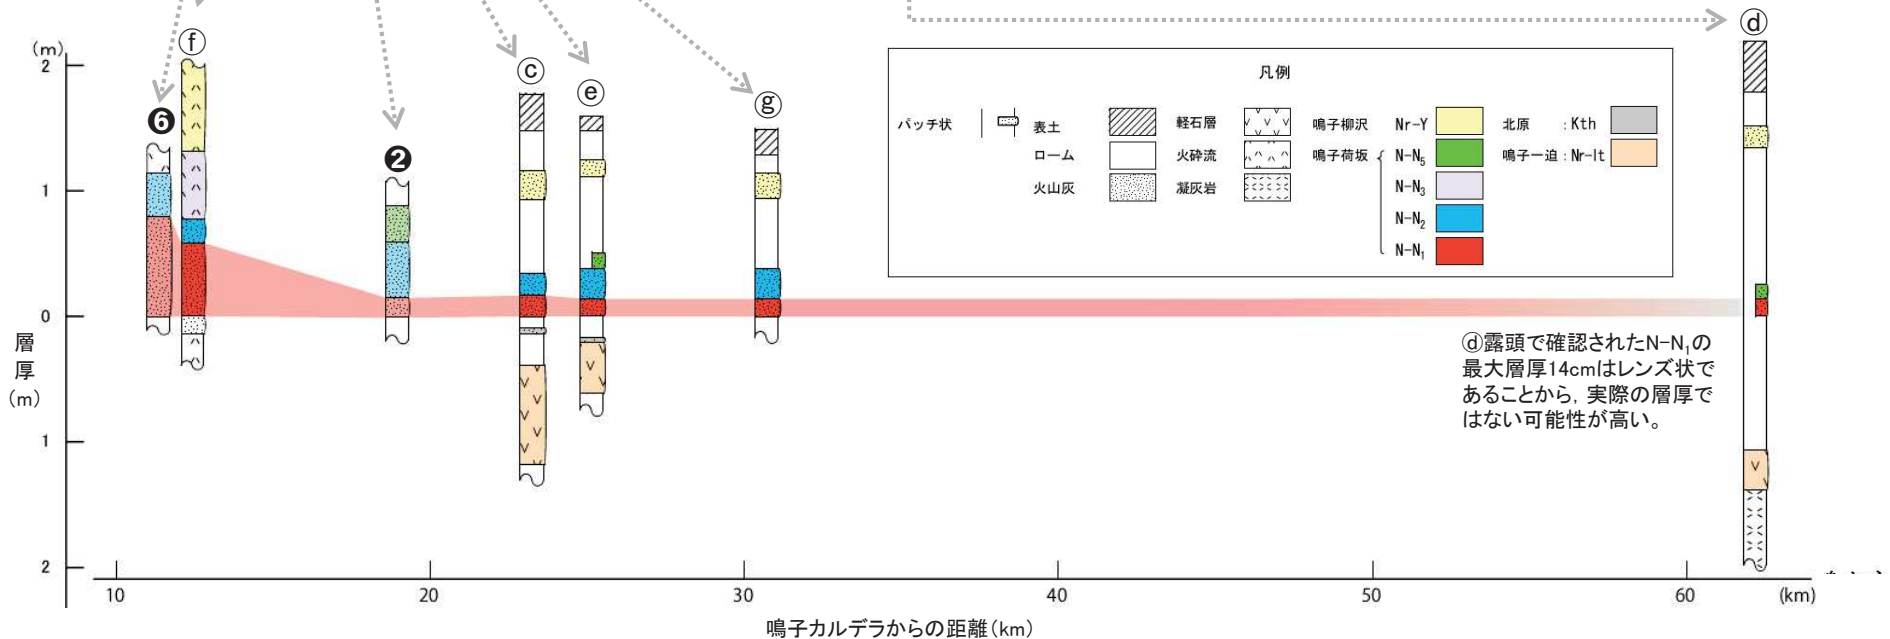 ⓓ
ⓕ
(m)
2
ⓒ
ⓔ
ⓖ
❻
❷
1
0
層
厚
(m)
1
2
凡例
パッチ状
表土
軽石層
鳴子柳沢 Nr-Y
北原 :Kth
ローム
火砕流
鳴子荷坂
N-N₅
鳴子一迫:Nr-It
火山灰
凝灰岩
N-N₃
N-N₂
N-N₁
ⓓ露頭で確認されたN-N₁の
最大層厚14cmはレンズ状で
あることから, 実際の層厚で
はない可能性が高い。
10 20 30 40 50 60 (km)
鳴子カルデラからの距離(km)